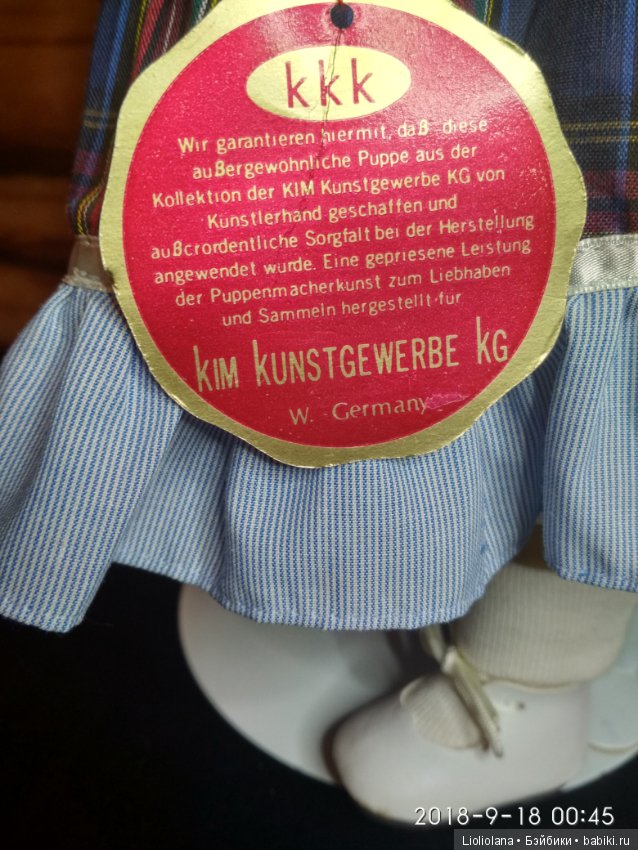 kkk
Wir garantieren hiermit, daß diese
außergewöhnliche Puppe aus der
Kollektion der KIM Kunstgewerbe KG von
Künstlerhand geschaffen und
außerordentliche Sorgfalt bei der Herstellung
angewendet wurde. Eine gepriesene Leistung
der Puppenmacherkunst zum Liebhaben
und Sammeln hergestellt für
KIM KUNSTGEWERBE KG
W. Germany
2018-9-18 00:45
Lioliolana • Бэйбики • babiki.ru